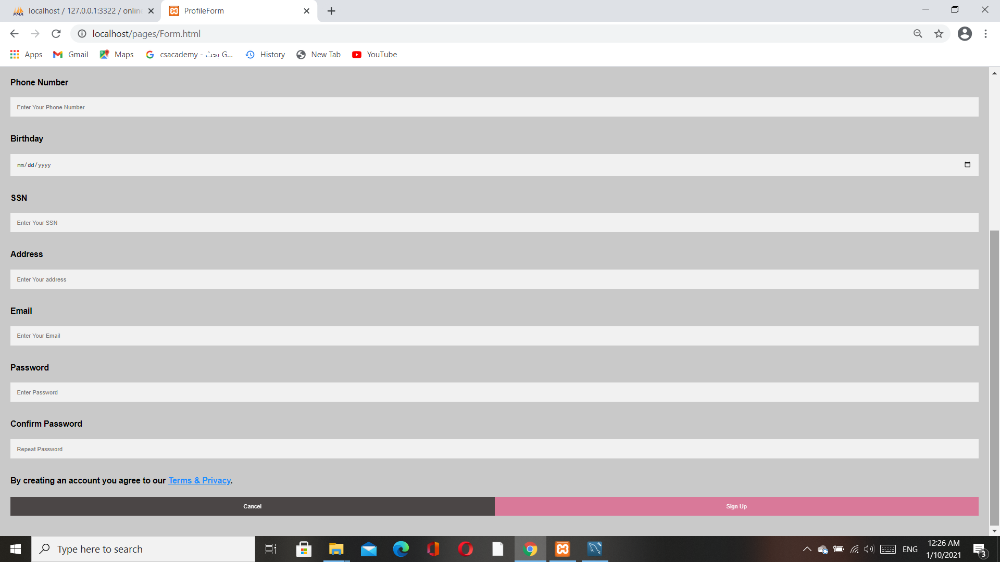 localhost / 127.0.0.1:3322 / onlin
ProfileForm
localhost/pages/Form.html
Apps
Gmail
Maps
csacademy - بحث G...
History
New Tab
YouTube
Phone Number
Enter Your Phone Number
Birthday
mm/dd/yyyy
SSN
Enter Your SSN
Address
Enter Your address
Email
Enter Your Email
Password
Enter Password
Confirm Password
Repeat Password
By creating an account you agree to our Terms & Privacy.
Cancel
Sign Up
Type here to search
ENG
12:26 AM
1/10/2021
3